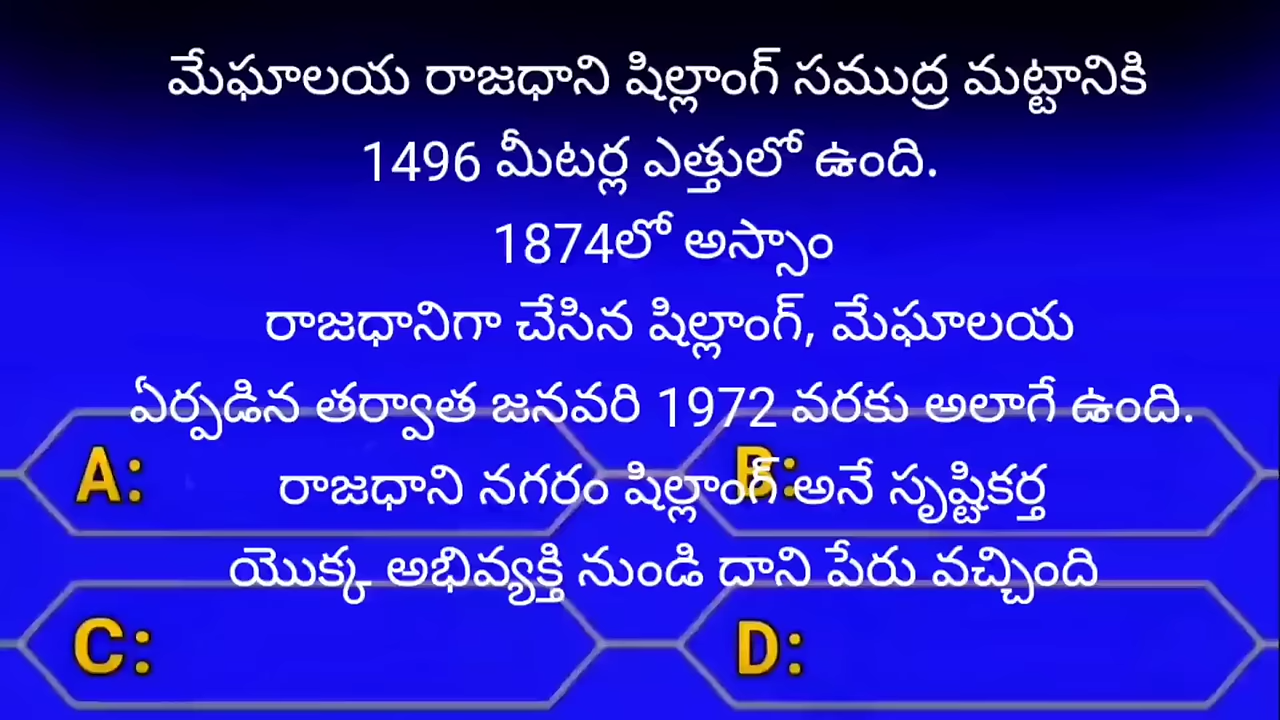 మేఘాలయ రాజధాని షిల్లాంగ్ సముద్ర మట్టానికి
1496 మీటర్ల ఎత్తులో ఉంది.
1874లో అస్సాం
రాజధానిగా చేసిన షిల్లాంగ్, మేఘాలయ
ఏర్పడిన తర్వాత జనవరి 1972 వరకు అలాగే ఉంది.
A: B:
రాజధాని నగరం షిల్లాంగ్ అనే సృష్టికర్త
యొక్క అభివ్యక్తి నుండి దాని పేరు వచ్చింది
C: D: